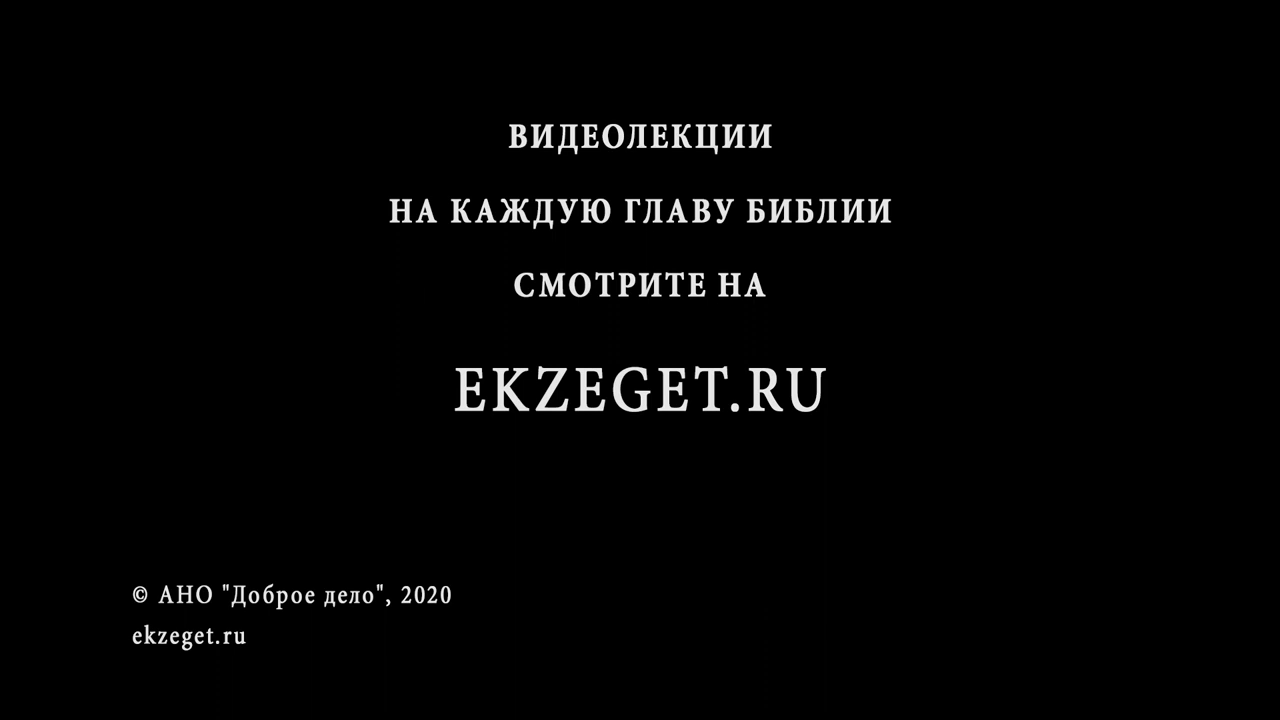 ВИДЕОЛЕКЦИИ
НА КАЖДУЮ ГЛАВУ БИБЛИИ
СМОТРИТЕ НА
EKZEGET.RU
© АНО "Доброе дело", 2020
ekzeget.ru